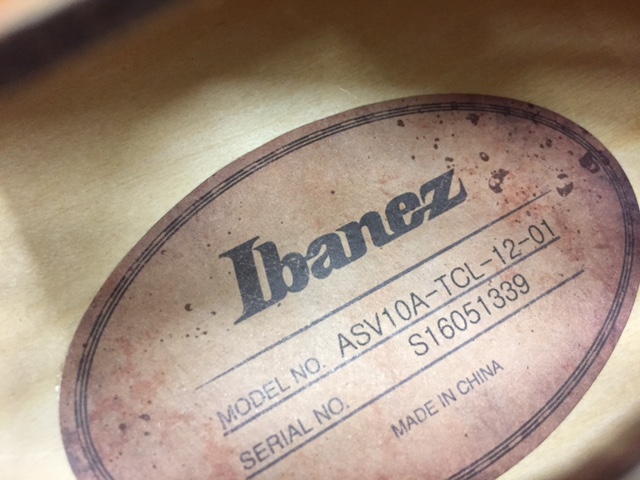 Ibanez
MODEL NO. ASV10A-TCL-12-01
SERIAL NO. S16051339
MADE IN CHINA